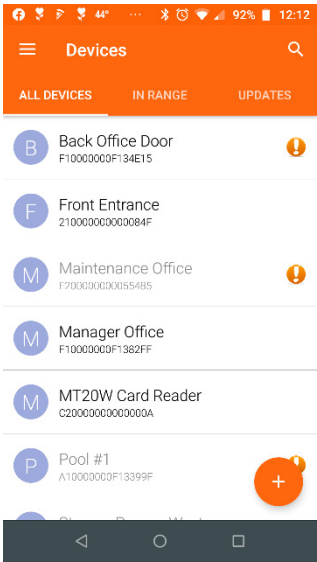 44° ... 92% 12:12
Devices
ALL DEVICES IN RANGE UPDATES
B Back Office Door
F10000000F134E15
F Front Entrance
210000000000084F
M Maintenance Office
F20000000055485
M Manager Office
F10000000F1382FF
M MT20W Card Reader
C20000000000000A
P Pool #1
A10000000F13399F